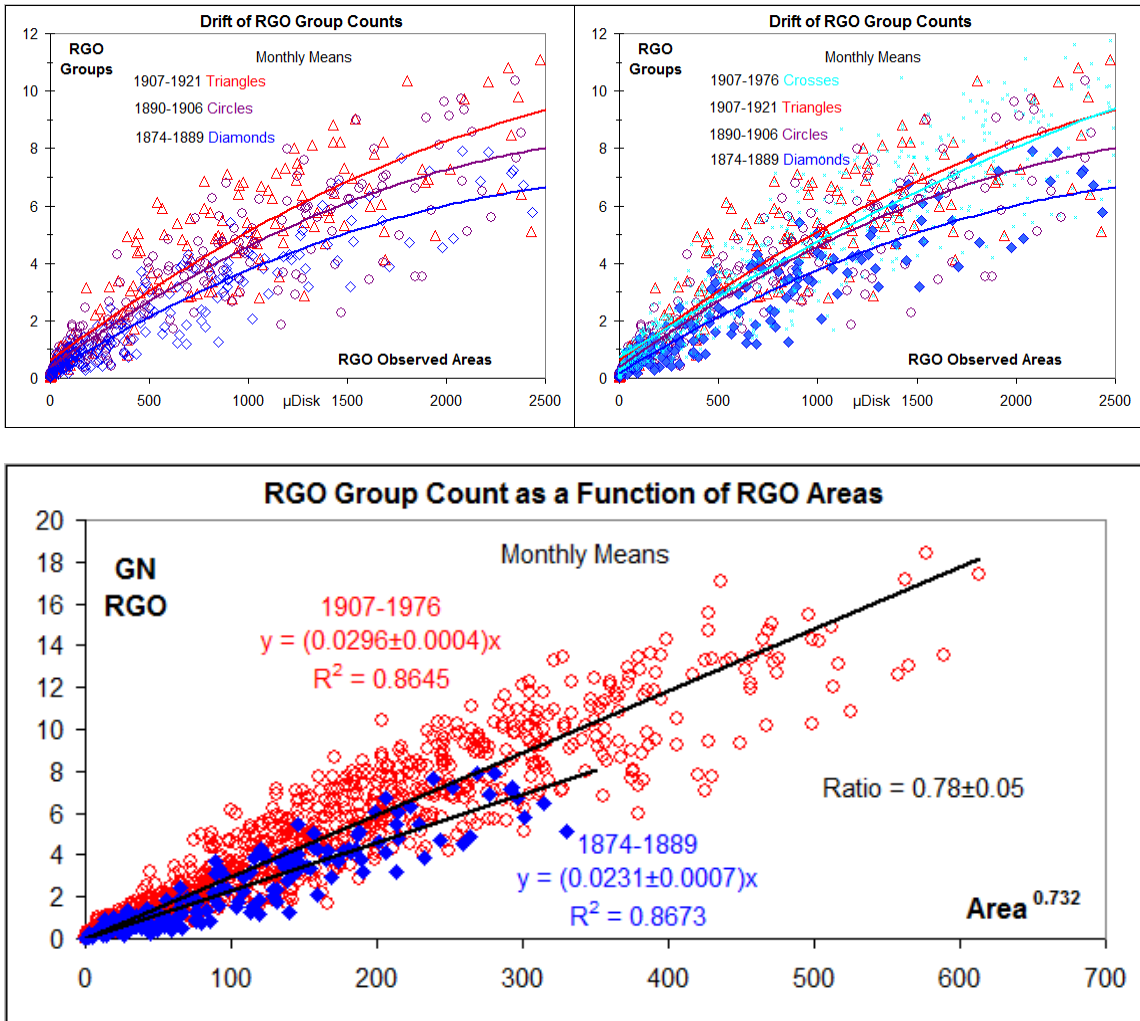 Drift of RGO Group Counts
12
10
8
6
4
2
0
RGO
Groups
Monthly Means
1907-1921 Triangles
1890-1906 Circles
1874-1889 Diamonds
RGO Observed Areas
0 500 1000 µDisk 1500 2000 2500
Drift of RGO Group Counts
12
10
8
6
4
2
0
RGO
Groups
Monthly Means
1907-1976 Crosses
1907-1921 Triangles
1890-1906 Circles
1874-1889 Diamonds
RGO Observed Areas
0 500 1000 µDisk 1500 2000 2500
RGO Group Count as a Function of RGO Areas
20
18
16
14
12
10
8
6
4
2
0
GN
RGO
Monthly Means
1907-1976
y = (0.0296±0.0004)x
R² = 0.8645
Ratio = 0.78±0.05
1874-1889
y = (0.0231±0.0007)x
R² = 0.8673
Area 0.732
0 100 200 300 400 500 600 700